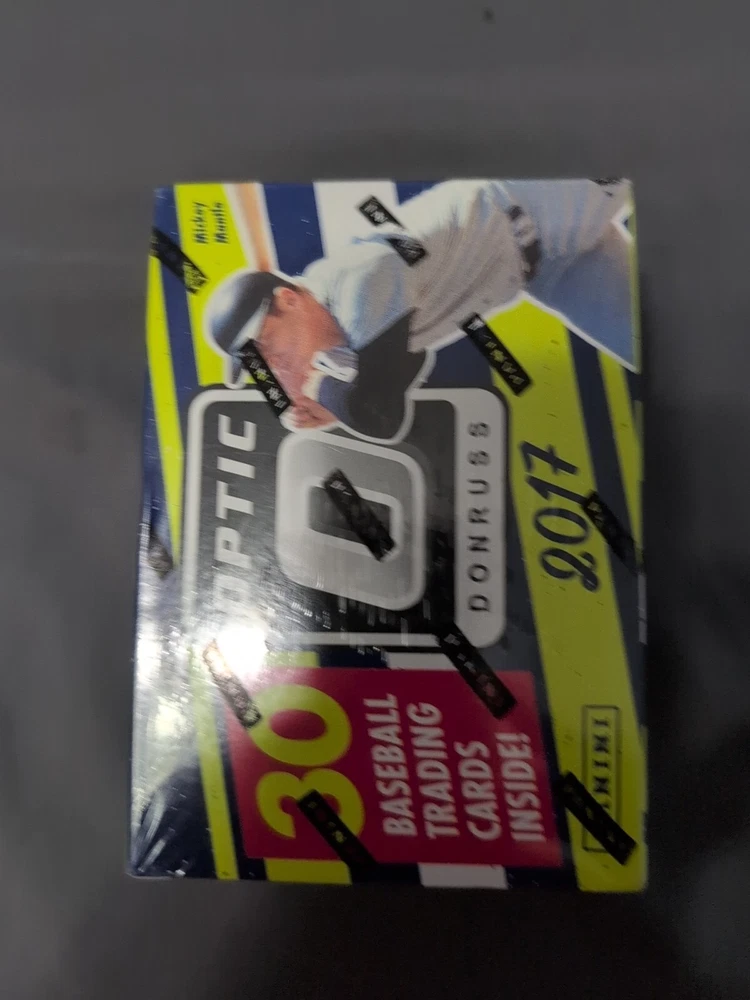 Mickey
Mantle
OPTIC
DONRUSS
2017
30
BASEBALL
TRADING
CARDS
INSIDE!
PANINI